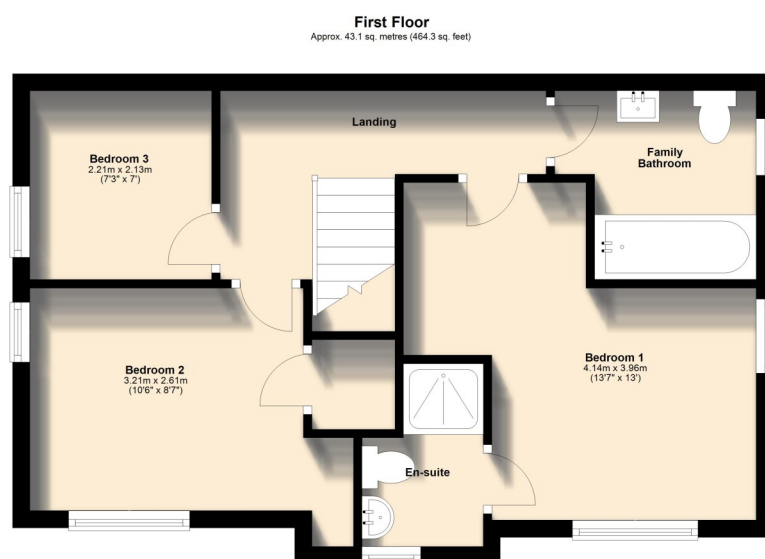 First Floor
Approx. 43.1 sq. metres (464.3 sq. feet)
Landing
Bedroom 3
2.21m x 2.13m
(7'3" x 7')
Family
Bathroom
Bedroom 2
3.21m x 2.61m
(10'6" x 8'7")
Bedroom 1
4.14m x 3.96m
(13'7" x 13')
En-suite